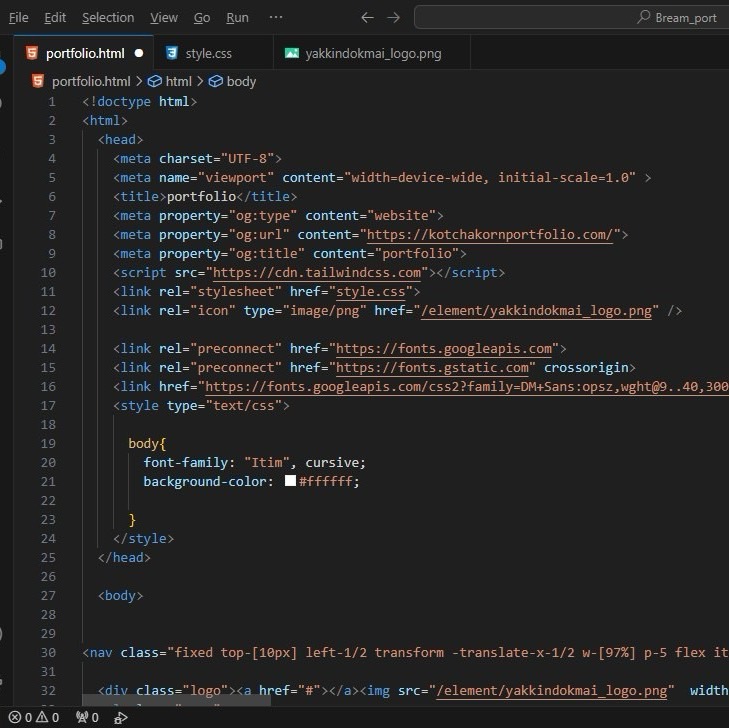 File Edit Selection View Go Run ··· ← → Bream_port
portfolio.html ● style.css yakkindokmai_logo.png
portfolio.html > html > body
1 <!doctype html>
2 <html>
3 <head>
4 <meta charset="UTF-8">
5 <meta name="viewport" content="width=device-wide, initial-scale=1.0" >
6 <title>portfolio</title>
7 <meta property="og:type" content="website">
8 <meta property="og:url" content="https://kotchakornportfolio.com/">
9 <meta property="og:title" content="portfolio">
10 <script src="https://cdn.tailwindcss.com"></script>
11 <link rel="stylesheet" href="style.css">
12 <link rel="icon" type="image/png" href="/element/yakkindokmai_logo.png" />
13
14 <link rel="preconnect" href="https://fonts.googleapis.com">
15 <link rel="preconnect" href="https://fonts.gstatic.com" crossorigin>
16 <link href="https://fonts.googleapis.com/css2?family=DM+Sans:opsz,wght@9..40,300
17 <style type="text/css">
18
19 body{
20 font-family: "Itim", cursive;
21 background-color: #ffffff;
22
23 }
24 </style>
25 </head>
26
27 <body>
28
29
30 <nav class="fixed top-[10px] left-1/2 transform -translate-x-1/2 w-[97%] p-5 flex it
31
32 <div class="logo"><a href="#"></a><img src="/element/yakkindokmai_logo.png" width
0 0 0